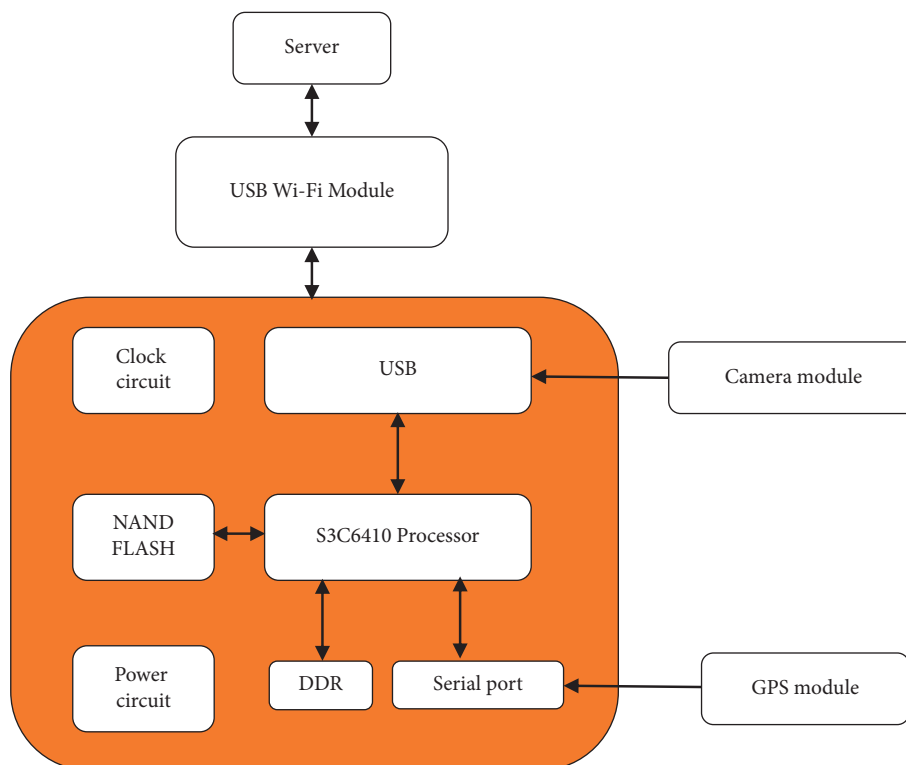 Server
USB Wi-Fi Module
Clock
circuit
USB
Camera module
NAND
FLASH
S3C6410 Processor
Power
circuit
DDR
Serial port
GPS module